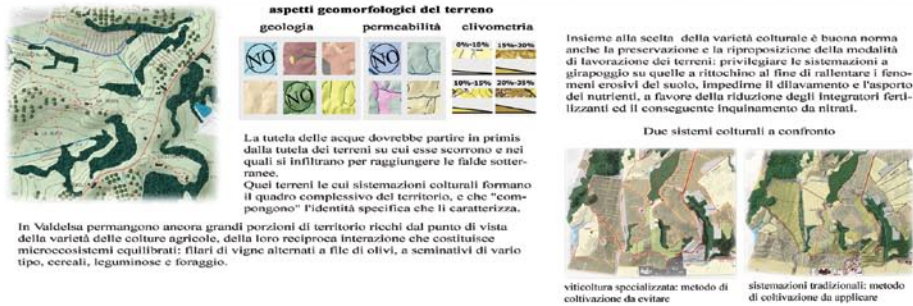 aspetti geomorfologici del terreno
geologia permeabilità clivometria
NO
NO
NO
0%-10% 15%-20%
10%-15% 20%-35%
La tutela delle acque dovrebbe partire in primis
dalla tutela dei terreni su cui esse scorrono e nei
quali si infiltrano per raggiungere le falde sotter-
ranee.
Quei terreni le cui sistemazioni colturali formano
il quadro complessivo del territorio, e che "com-
pongono" l'identità specifica che li caratterizza.
In Valdelsa permangono ancora grandi porzioni di territorio ricchi dal punto di vista
della varietà delle colture agricole, della loro reciproca interazione che costituisce
microecosistemi equilibrati: filari di vigne alternati a file di olivi, a seminativi di vario
tipo, cereali, leguminose e foraggio.
Insieme alla scelta della varietà colturale è buona norma
anche la preservazione e la riproposizione della modalità
di lavorazione dei terreni: privilegiare le sistemazioni a
girapoggio su quelle a rittochino al fine di rallentare i feno-
meni erosivi del suolo, impedirne il dilavamento e l'asporto
dei nutrienti, a favore della riduzione degli integratori ferti-
lizzanti ed il conseguente inquinamento da nitrati.
Due sistemi colturali a confronto
viticoltura specializzata: metodo di
coltivazione da evitare
sistemazioni tradizionali: metodo
di coltivazione da applicare